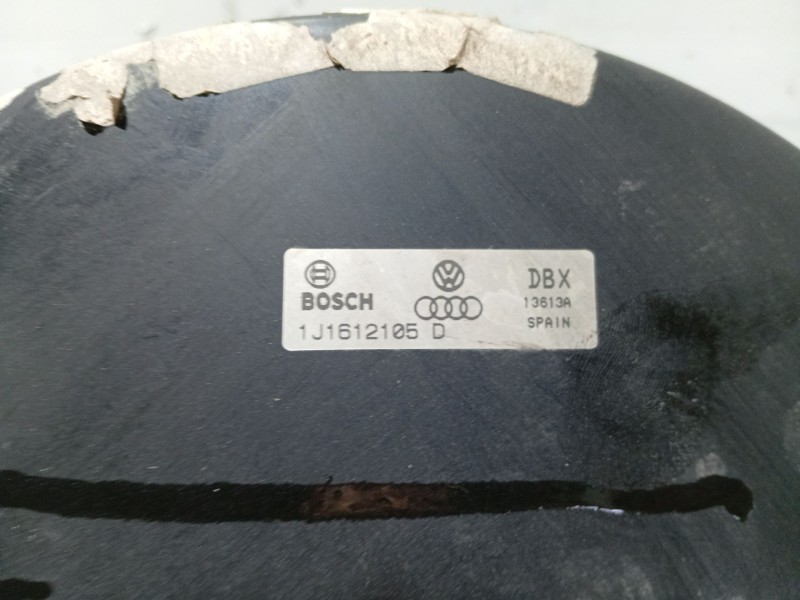 BOSCH
1J1612105 D
DBX
13613A
SPAIN